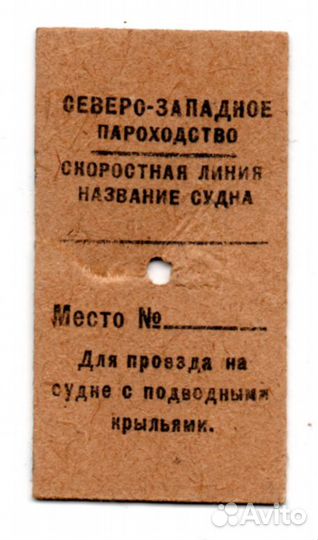 СЕВЕРО-ЗАПАДНОЕ
ПАРОХОДСТВО
СКОРОСТНАЯ ЛИНИЯ
НАЗВАНИЕ СУДНА
Место №
Для проезда на
судне с подводными
крыльями.
Avito